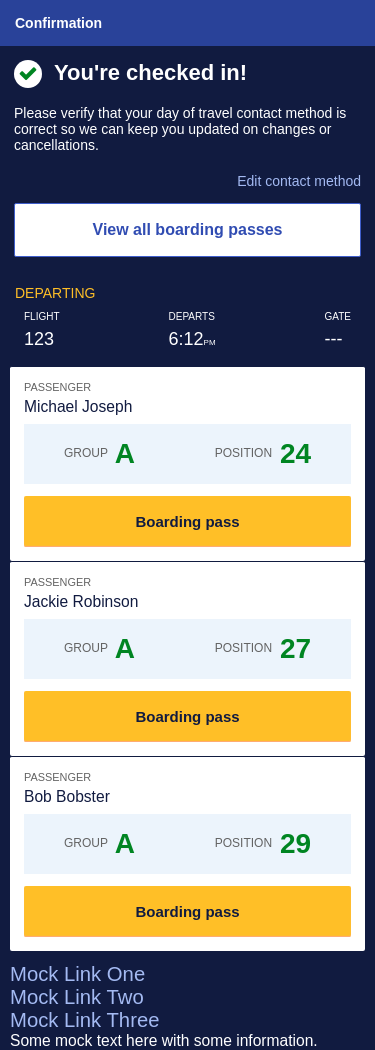 Confirmation
You're checked in!
Please verify that your day of travel contact method is
correct so we can keep you updated on changes or
cancellations.
Edit contact method
View all boarding passes
DEPARTING
FLIGHT DEPARTS GATE
123 6:12PM ---
PASSENGER
Michael Joseph
GROUP A POSITION 24
Boarding pass
PASSENGER
Jackie Robinson
GROUP A POSITION 27
Boarding pass
PASSENGER
Bob Bobster
GROUP A POSITION 29
Boarding pass
Mock Link One
Mock Link Two
Mock Link Three
Some mock text here with some information.